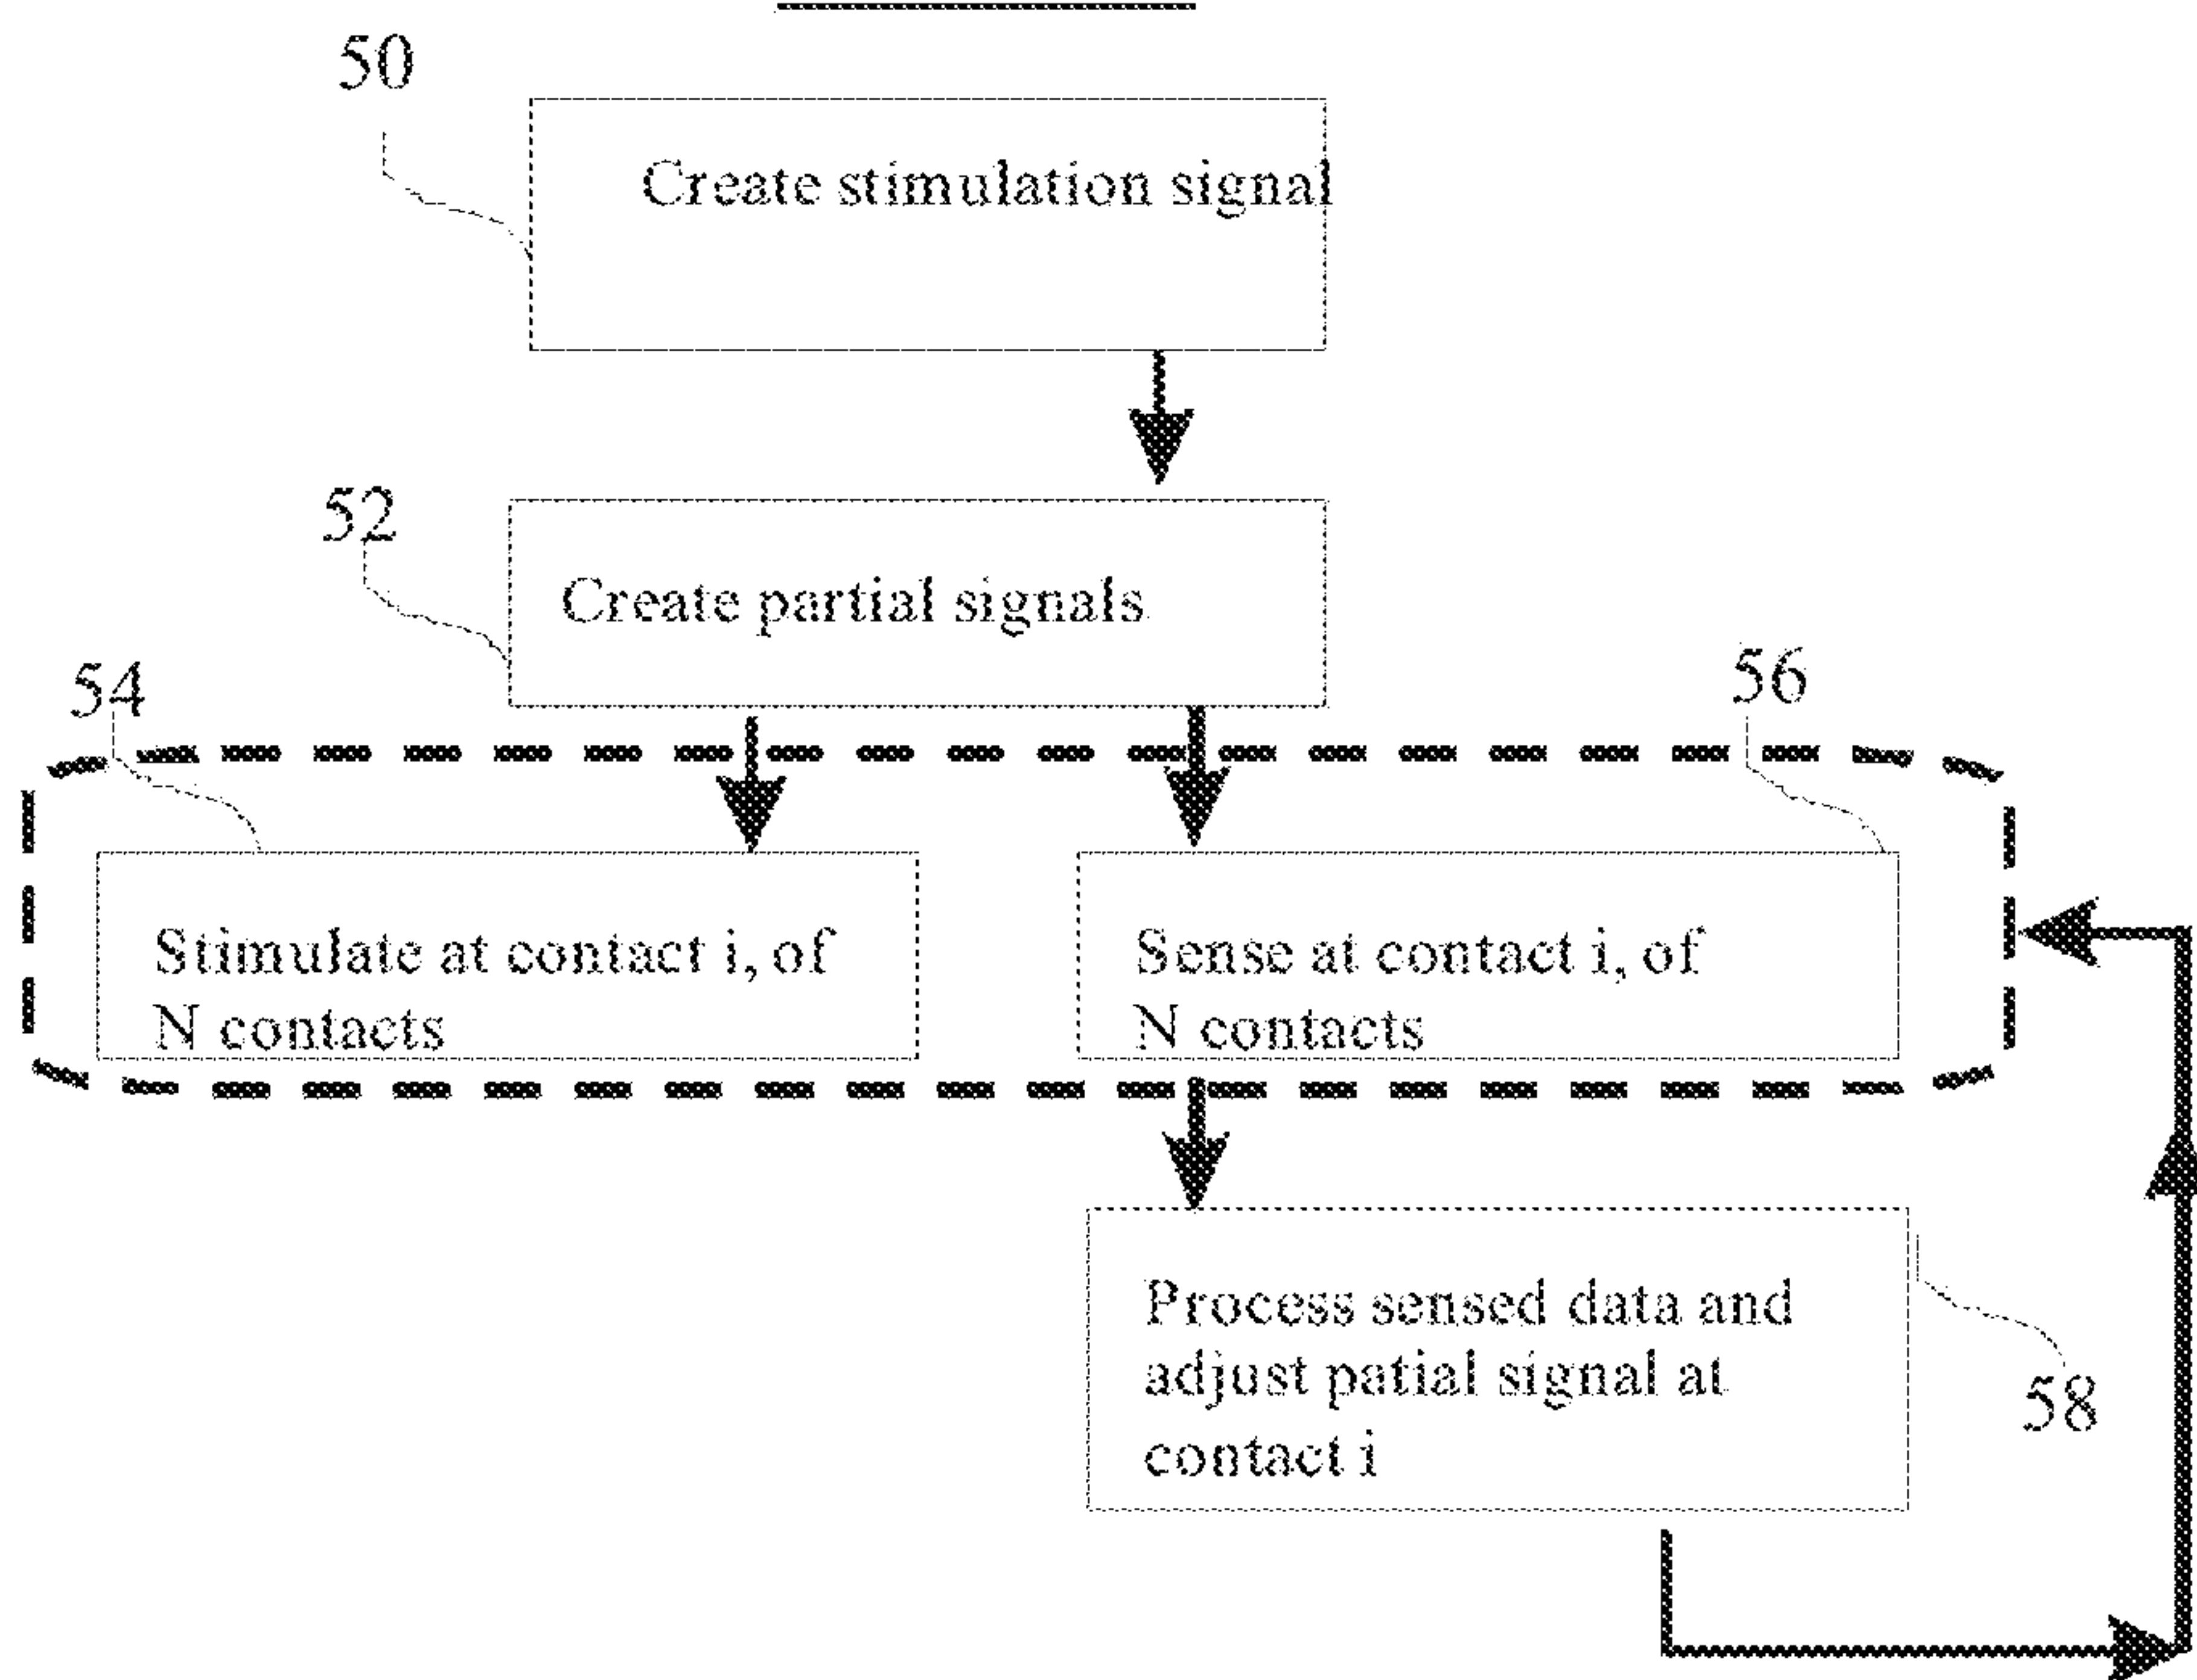 50
Create stimulation signal
52
Create partial signals
54
56
Stimulate at contact i, of
N contacts
Sense at contact i, of
N contacts
Process sensed data and
adjust patial signal at
contact i
58